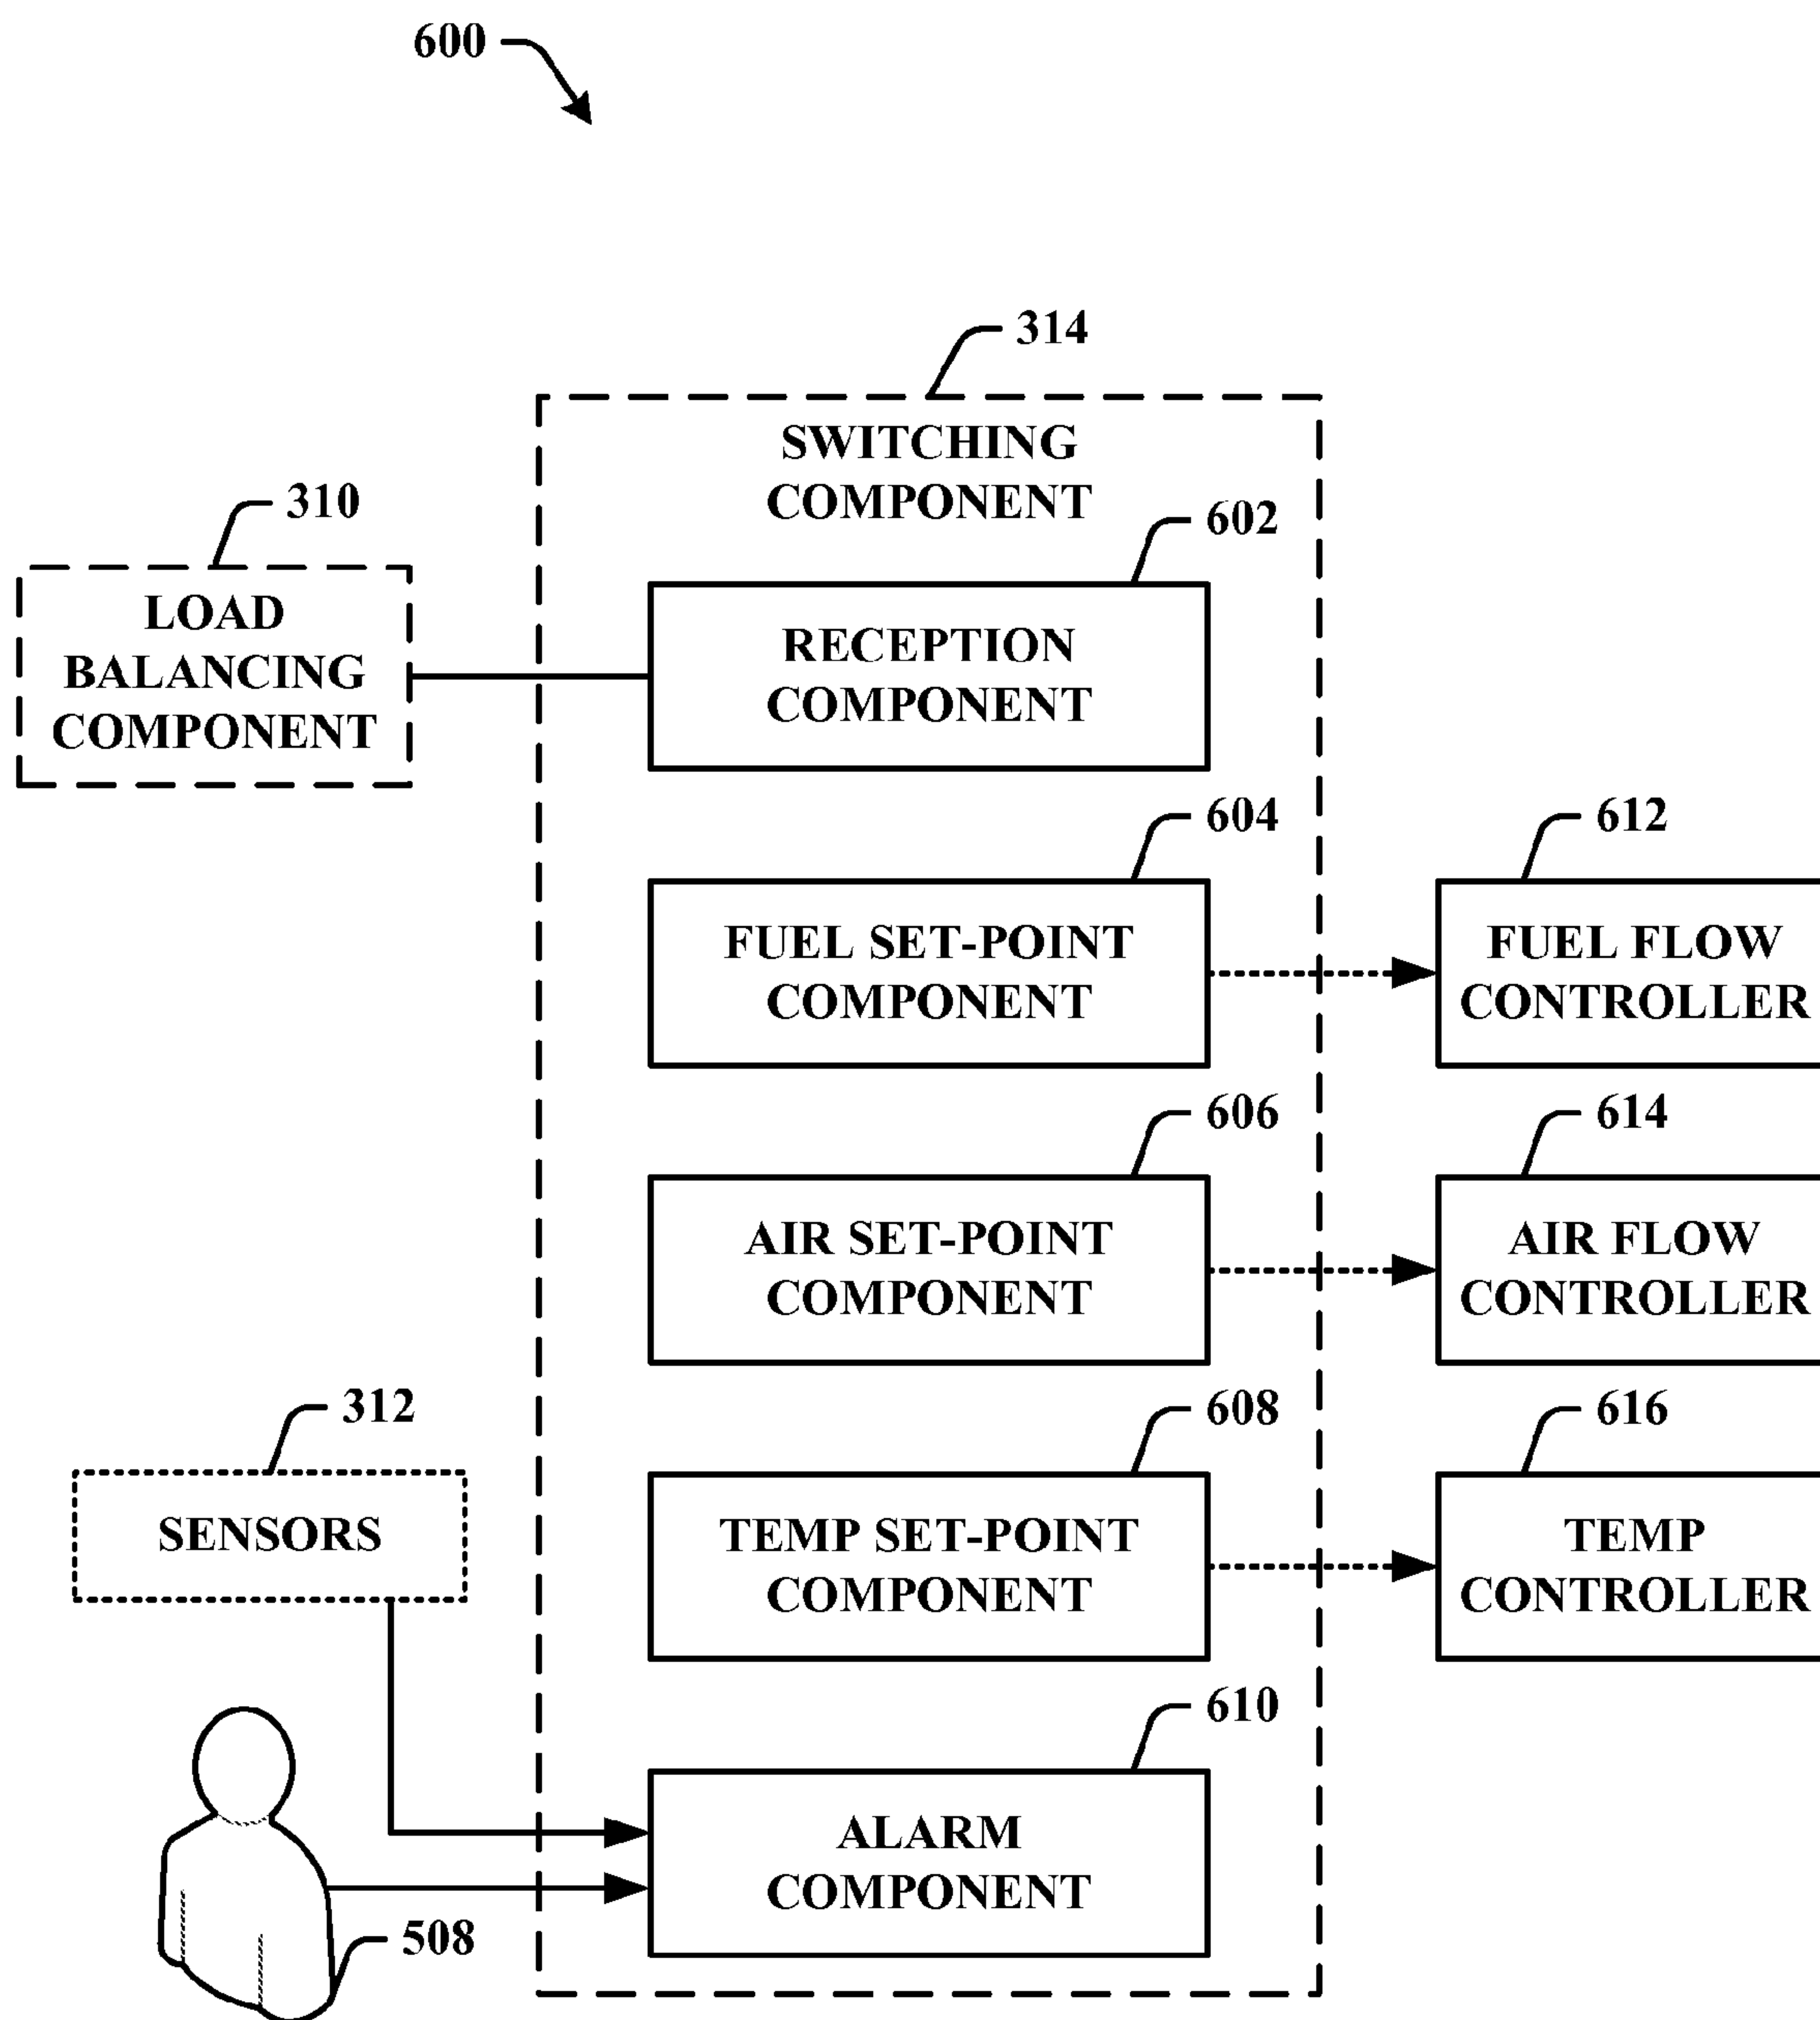 600
314
SWITCHING
COMPONENT
310
602
LOAD
BALANCING
COMPONENT
RECEPTION
COMPONENT
604
612
FUEL SET-POINT
COMPONENT
FUEL FLOW
CONTROLLER
606
614
AIR SET-POINT
COMPONENT
AIR FLOW
CONTROLLER
312
608
616
SENSORS
TEMP SET-POINT
COMPONENT
TEMP
CONTROLLER
610
ALARM
COMPONENT
508